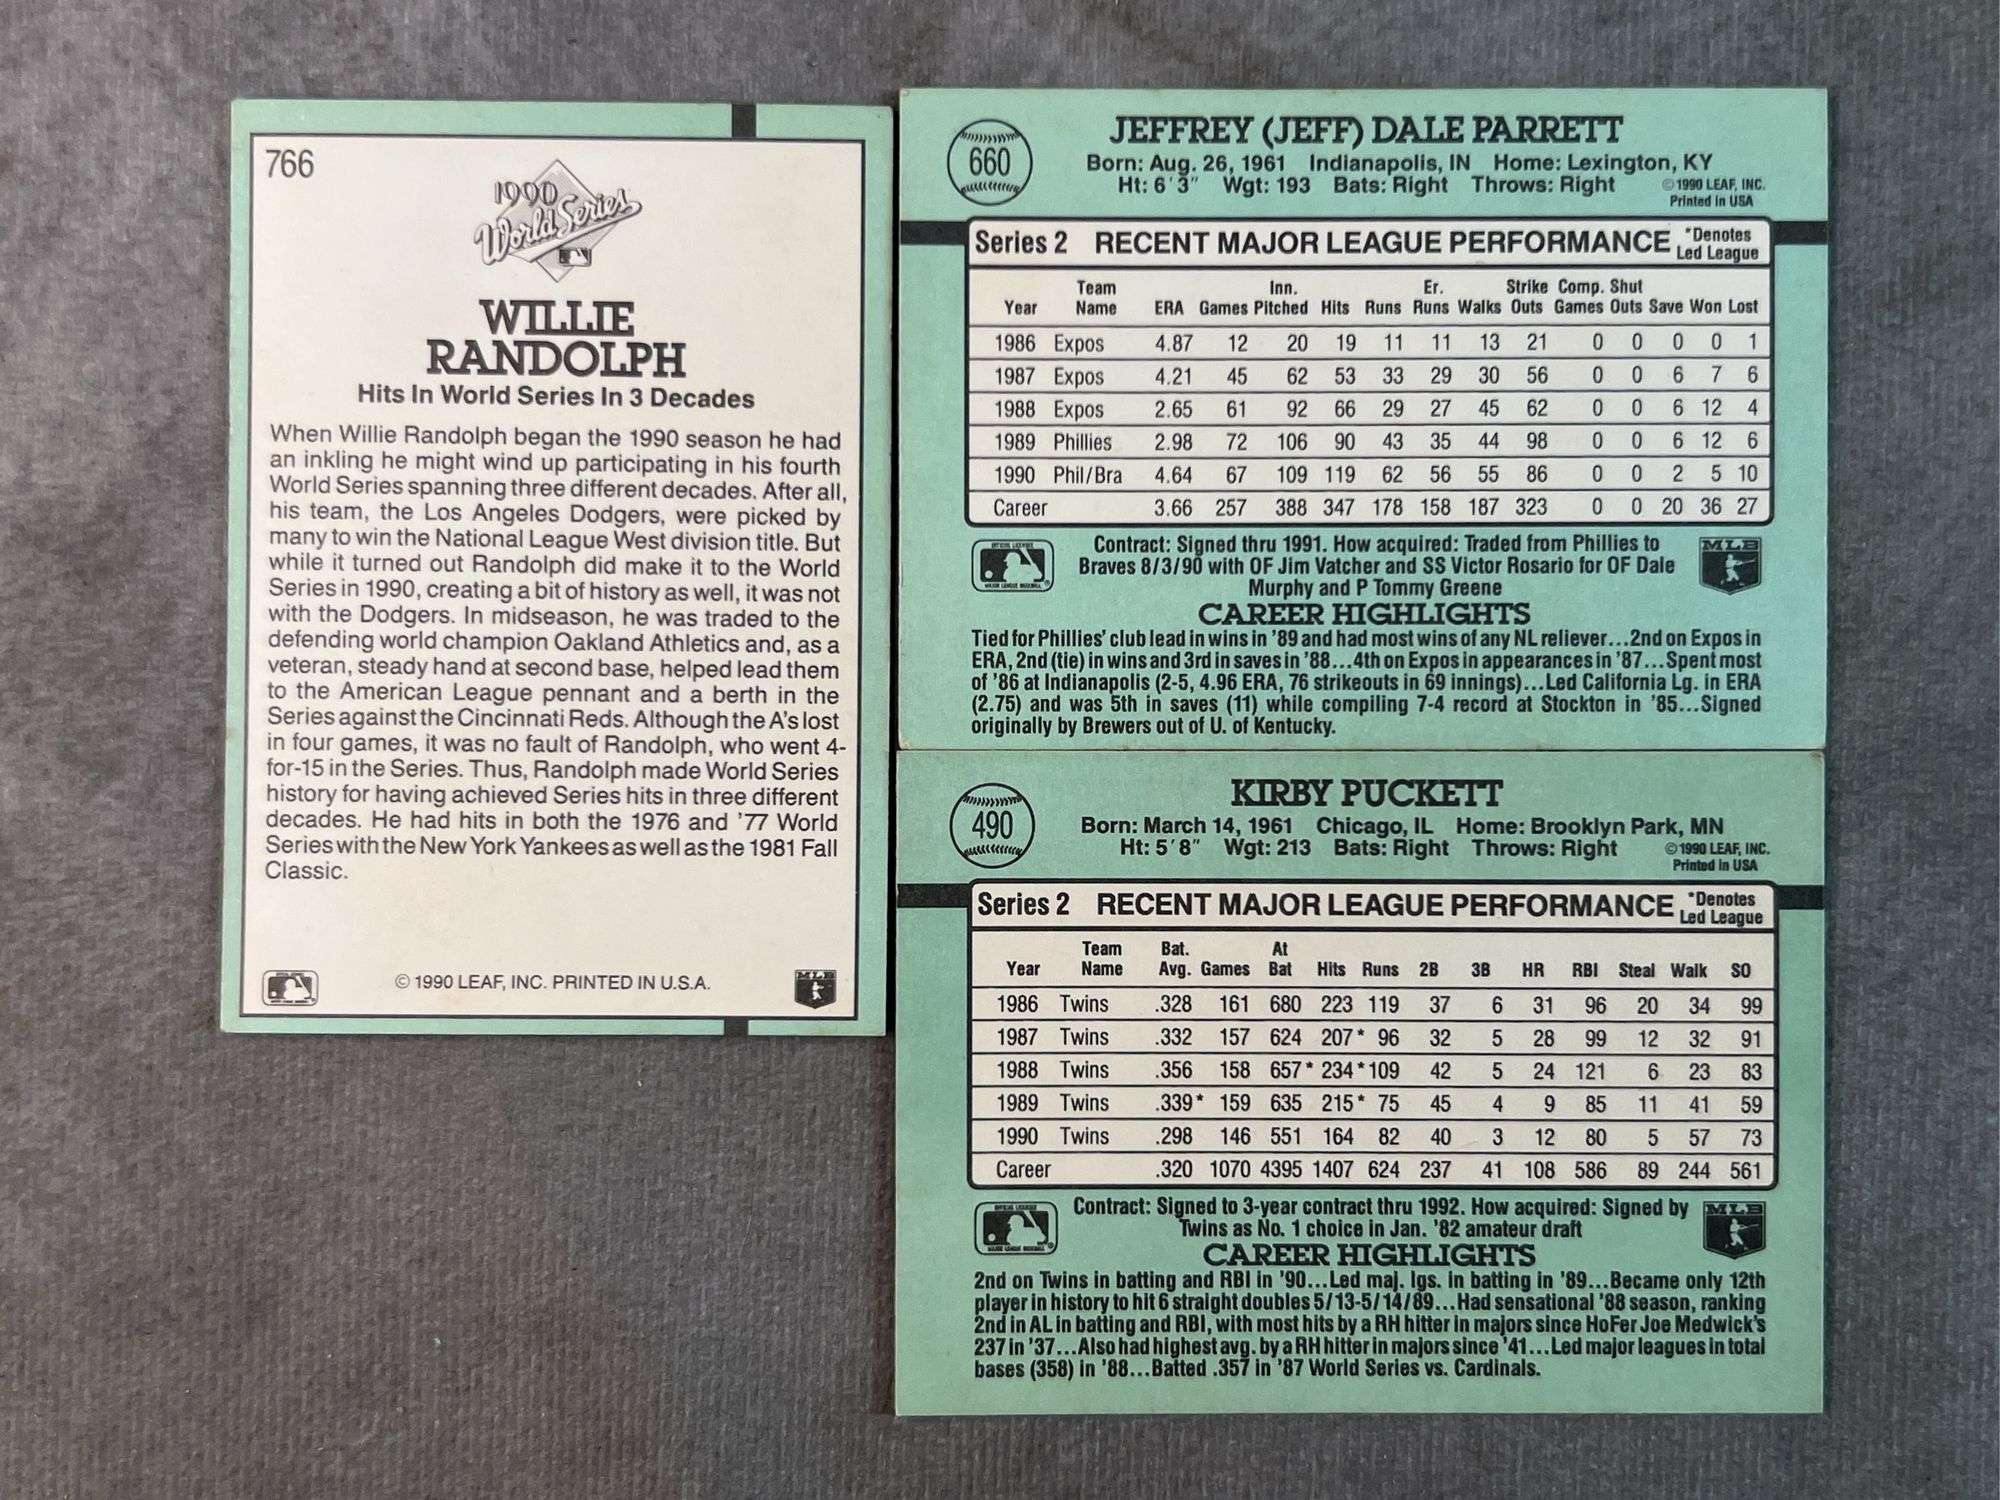 766
1990
World Series
WILLIE
RANDOLPH
Hits In World Series In 3 Decades
When Willie Randolph began the 1990 season he had
an inkling he might wind up participating in his fourth
World Series spanning three different decades. After all,
his team, the Los Angeles Dodgers, were picked by
many to win the National League West division title. But
while it turned out Randolph did make it to the World
Series in 1990, creating a bit of history as well, it was not
with the Dodgers. In midseason, he was traded to the
defending world champion Oakland Athletics and, as a
veteran, steady hand at second base, helped lead them
to the American League pennant and a berth in the
Series against the Cincinnati Reds. Although the A's lost
in four games, it was no fault of Randolph, who went 4-
for-15 in the Series. Thus, Randolph made World Series
history for having achieved Series hits in three different
decades. He had hits in both the 1976 and '77 World
Series with the New York Yankees as well as the 1981 Fall
Classic.
© 1990 LEAF, INC. PRINTED IN U.S.A.
MLB
660
JEFFREY (JEFF) DALE PARRETT
Born: Aug. 26, 1961 Indianapolis, IN Home: Lexington, KY
Ht: 6'3" Wgt: 193 Bats: Right Throws: Right
© 1990 LEAF, INC.
Printed in USA
Series 2 RECENT MAJOR LEAGUE PERFORMANCE *Denotes
Led League
Team Inn. Er. Strike Comp. Shut
Year Name ERA Games Pitched Hits Runs Runs Walks Outs Games Outs Save Won Lost
1986 Expos 4.87 12 20 19 11 11 13 21 0 0 0 0 1
1987 Expos 4.21 45 62 53 33 29 30 56 0 0 6 7 6
1988 Expos 2.65 61 92 66 29 27 45 62 0 0 6 12 4
1989 Phillies 2.98 72 106 90 43 35 44 98 0 0 6 12 6
1990 Phil/Bra 4.64 67 109 119 62 56 55 86 0 0 2 5 10
Career 3.66 257 388 347 178 158 187 323 0 0 20 36 27
OFFICIAL LICENSEE
MAJOR LEAGUE BASEBALL
Contract: Signed thru 1991. How acquired: Traded from Phillies to
Braves 8/3/90 with OF Jim Vatcher and SS Victor Rosario for OF Dale
Murphy and P Tommy Greene
MLB
CAREER HIGHLIGHTS
Tied for Phillies' club lead in wins in '89 and had most wins of any NL reliever...2nd on Expos in
ERA, 2nd (tie) in wins and 3rd in saves in '88...4th on Expos in appearances in '87...Spent most
of '86 at Indianapolis (2-5, 4.96 ERA, 76 strikeouts in 69 innings)...Led California Lg. in ERA
(2.75) and was 5th in saves (11) while compiling 7-4 record at Stockton in '85...Signed
originally by Brewers out of U. of Kentucky.
490
KIRBY PUCKETT
Born: March 14, 1961 Chicago, IL Home: Brooklyn Park, MN
Ht: 5'8" Wgt: 213 Bats: Right Throws: Right
© 1990 LEAF, INC.
Printed in USA
Series 2 RECENT MAJOR LEAGUE PERFORMANCE *Denotes
Led League
Team Bat. At
Year Name Avg. Games Bat Hits Runs 2B 3B HR RBI Steal Walk SO
1986 Twins .328 161 680 223 119 37 6 31 96 20 34 99
1987 Twins .332 157 624 207* 96 32 5 28 99 12 32 91
1988 Twins .356 158 657* 234* 109 42 5 24 121 6 23 83
1989 Twins .339* 159 635 215* 75 45 4 9 85 11 41 59
1990 Twins .298 146 551 164 82 40 3 12 80 5 57 73
Career .320 1070 4395 1407 624 237 41 108 586 89 244 561
OFFICIAL LICENSEE
MAJOR LEAGUE BASEBALL
Contract: Signed to 3-year contract thru 1992. How acquired: Signed by
Twins as No. 1 choice in Jan. '82 amateur draft
MLB
CAREER HIGHLIGHTS
2nd on Twins in batting and RBI in '90...Led maj. lgs. in batting in '89...Became only 12th
player in history to hit 6 straight doubles 5/13-5/14/89...Had sensational '88 season, ranking
2nd in AL in batting and RBI, with most hits by a RH hitter in majors since HoFer Joe Medwick's
237 in '37...Also had highest avg. by a RH hitter in majors since '41...Led major leagues in total
bases (358) in '88...Batted .357 in '87 World Series vs. Cardinals.